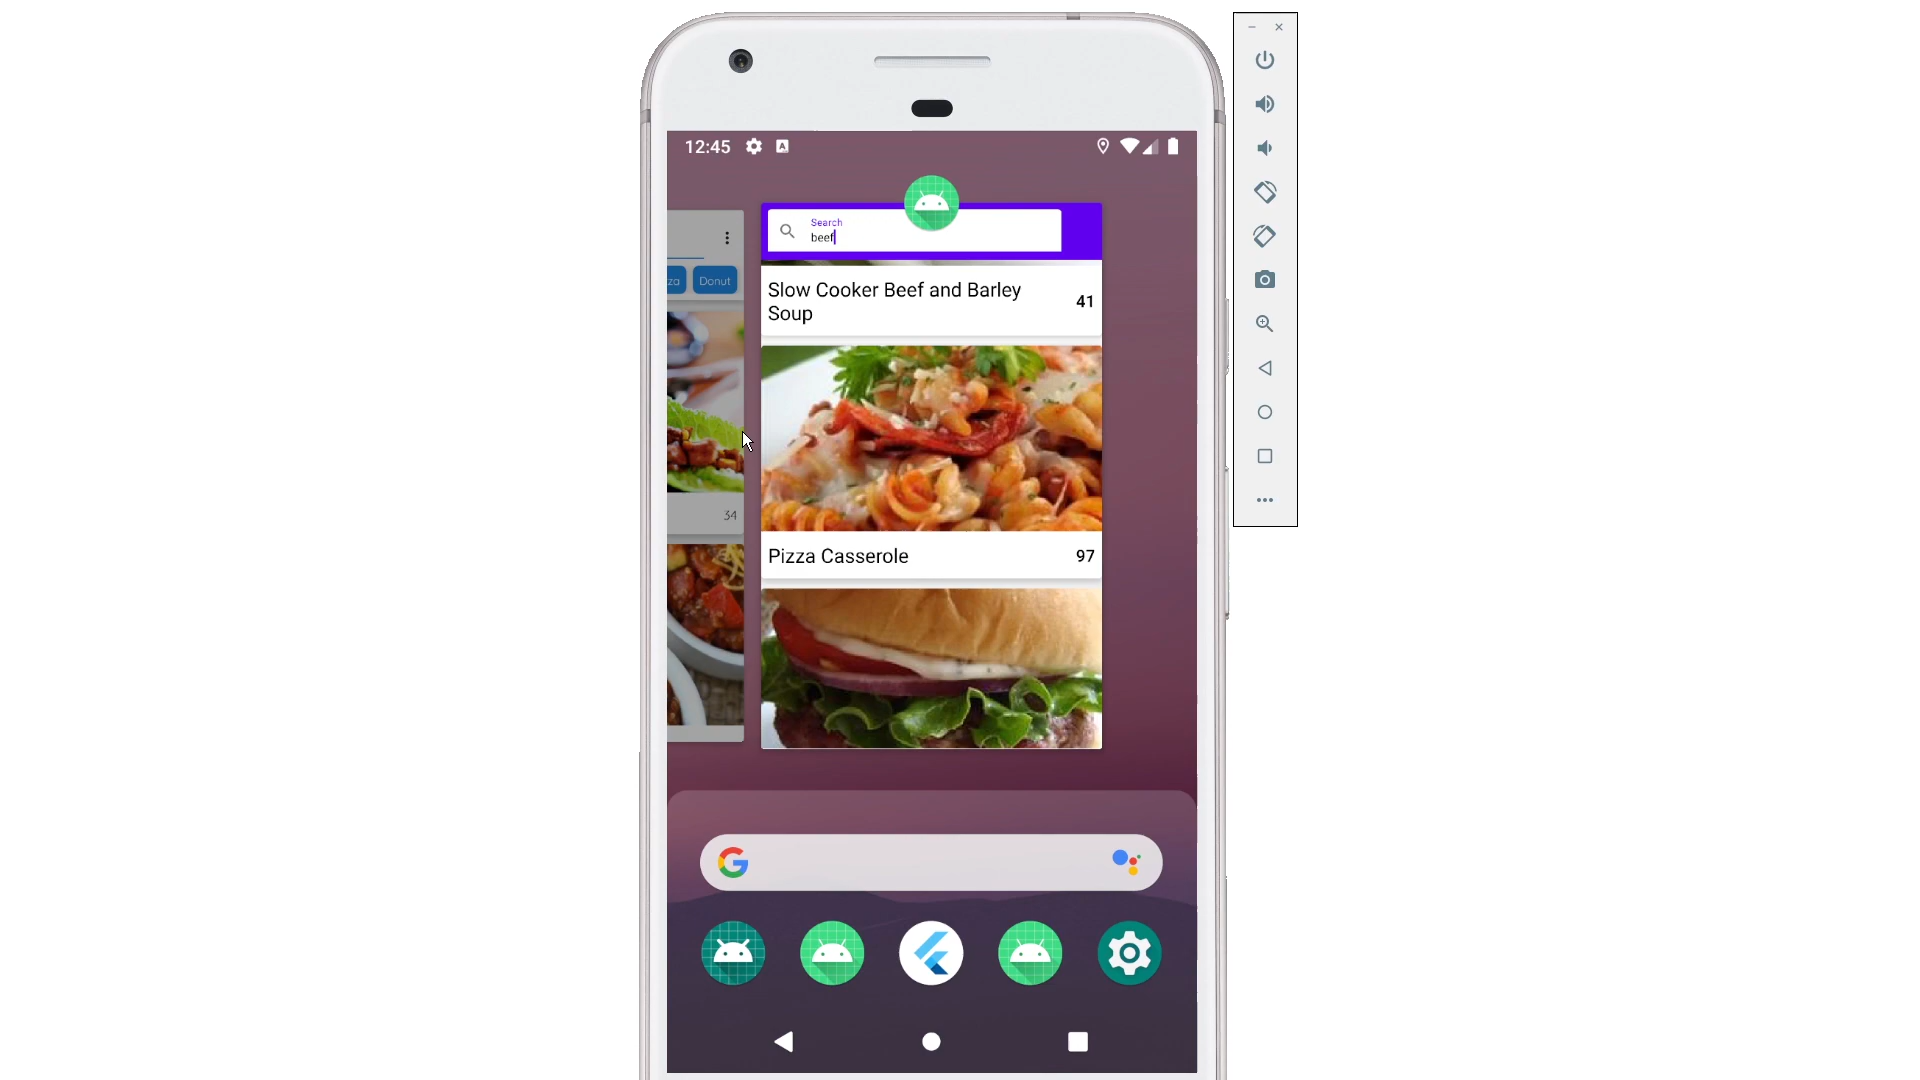 12:45
A
Search
beef
za
Donut
Slow Cooker Beef and Barley
Soup
41
34
Pizza Casserole
97
G